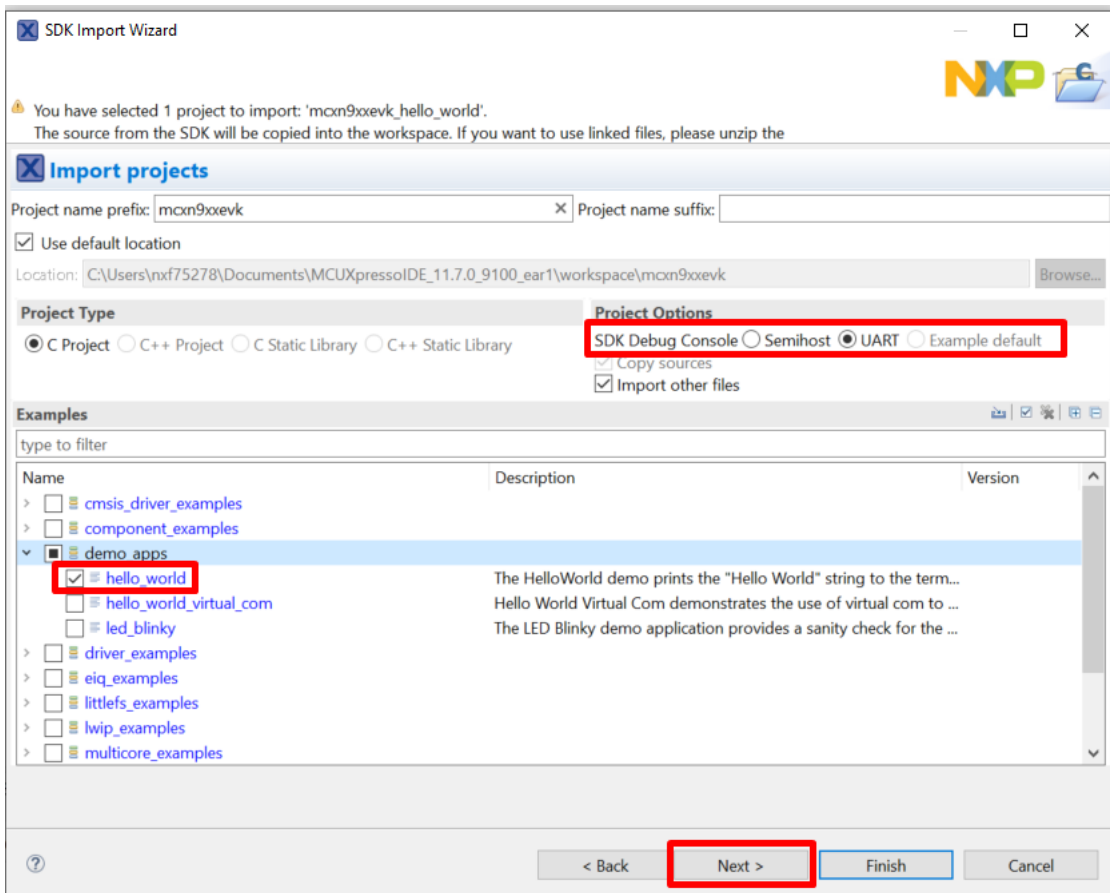 SDK Import Wizard
NXP
You have selected 1 project to import: 'mcxn9xxevk_hello_world'.
The source from the SDK will be copied into the workspace. If you want to use linked files, please unzip the
Import projects
Project name prefix: mcxn9xxevk Project name suffix:
Use default location
Location: C:\Users\nxf75278\Documents\MCUXpressoIDE_11.7.0_9100_ear1\workspace\mcxn9xxevk Browse...
Project Type Project Options
C Project C++ Project C Static Library C++ Static Library SDK Debug Console Semihost UART Example default
Copy sources
Import other files
Examples
type to filter
Name Description Version
cmsis_driver_examples
component_examples
demo_apps
hello_world The HelloWorld demo prints the "Hello World" string to the term...
hello_world_virtual_com Hello World Virtual Com demonstrates the use of virtual com to ...
led_blinky The LED Blinky demo application provides a sanity check for the ...
driver_examples
eiq_examples
littlefs_examples
lwip_examples
multicore_examples
? < Back Next > Finish Cancel